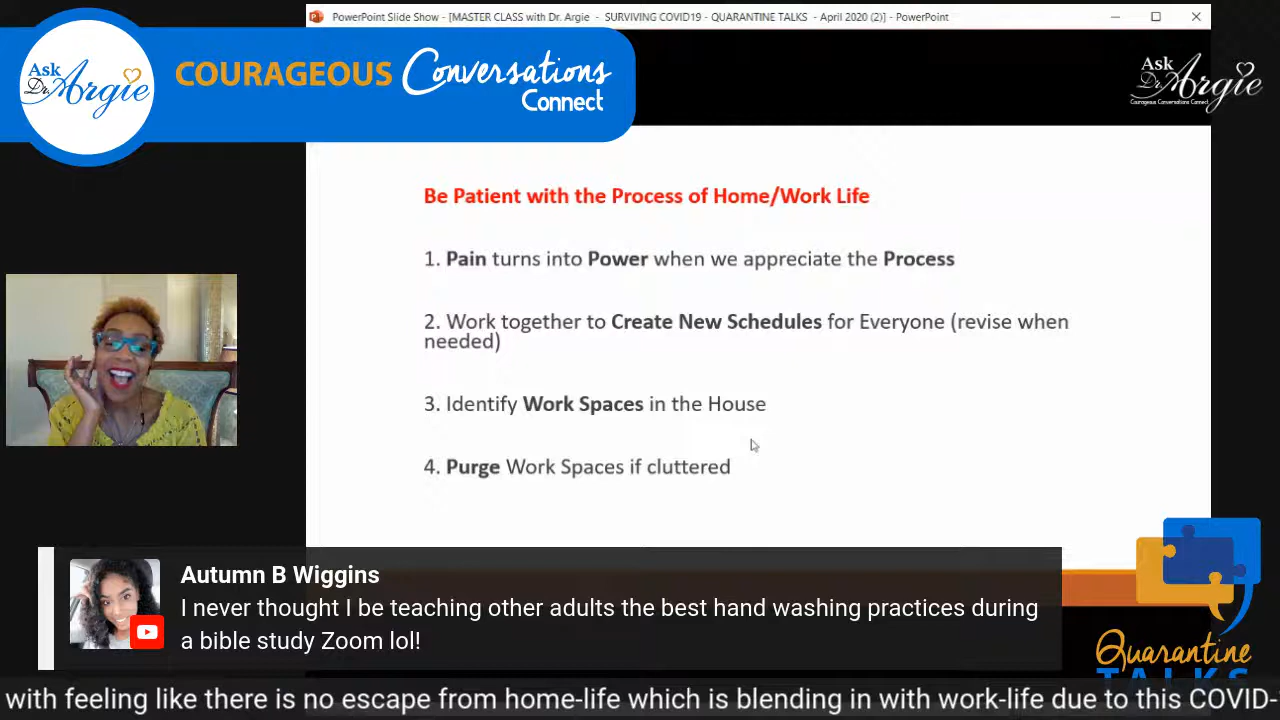 PowerPoint Slide Show - [MASTER CLASS with Dr. Argie - SURVIVING COVID19 - QUARANTINE TALKS - April 2020 (2)] - PowerPoint
Ask
Dr. Argie
COURAGEOUS Conversations
Connect
Ask
Dr. Argie
Courageous Conversations Connect
Be Patient with the Process of Home/Work Life
1. Pain turns into Power when we appreciate the Process
2. Work together to Create New Schedules for Everyone (revise when
needed)
3. Identify Work Spaces in the House
4. Purge Work Spaces if cluttered
Autumn B Wiggins
I never thought I be teaching other adults the best hand washing practices during
a bible study Zoom lol!
Quarantine
TALKS
with feeling like there is no escape from home-life which is blending in with work-life due to this COVID-